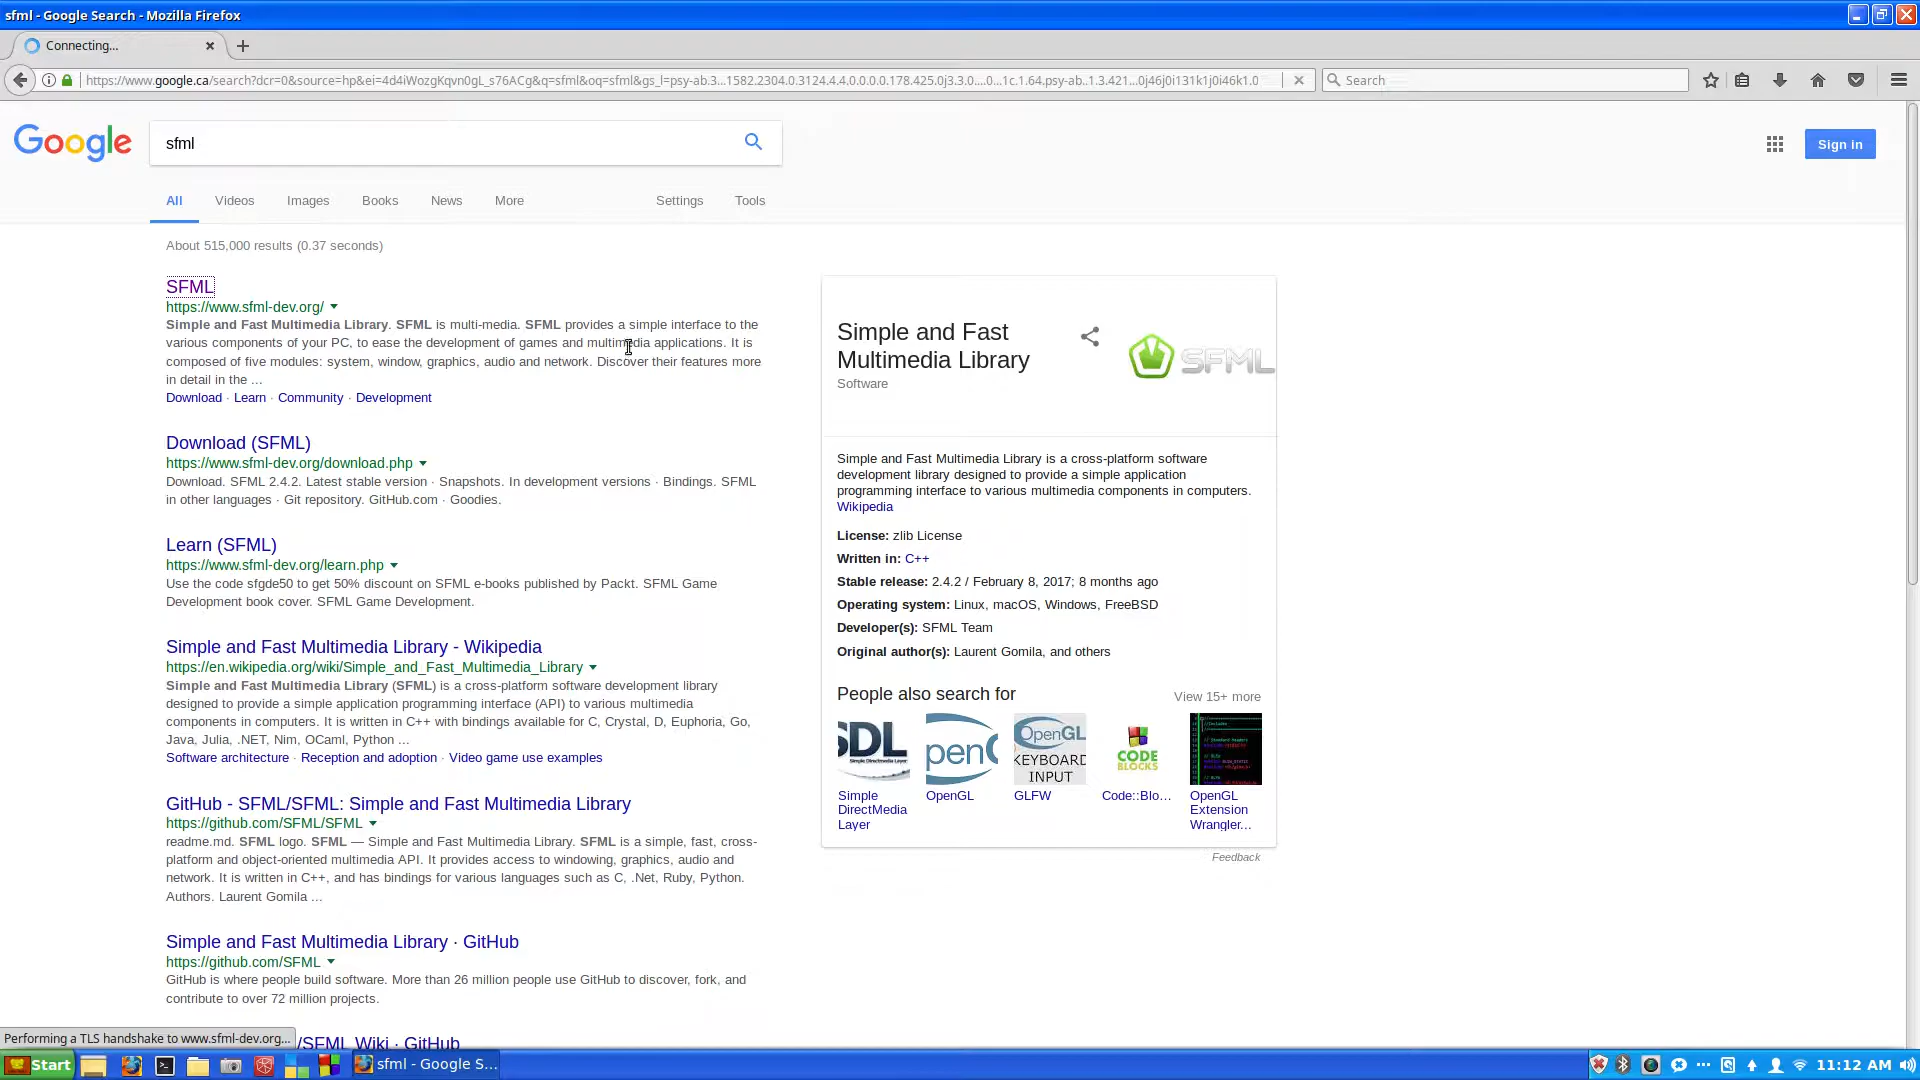 sfml - Google Search - Mozilla Firefox
Connecting...
https://www.google.ca/search?dcr=0&source=hp&ei=4d4iWozgKqvn0gL_s76ACg&q=sfml&oq=sfml&gs_l=psy-ab.3...1582.2304.0.3124.4.4.0.0.0.0.178.425.0j3.3.0....0...1c.1.64.psy-ab..1.3.421...0j46j0i131k1j0i46k1.0
Search
Google
sfml
Sign in
All Videos Images Books News More Settings Tools
About 515,000 results (0.37 seconds)
SFML
https://www.sfml-dev.org/
Simple and Fast Multimedia Library. SFML is multi-media. SFML provides a simple interface to the
various components of your PC, to ease the development of games and multimedia applications. It is
composed of five modules: system, window, graphics, audio and network. Discover their features more
in detail in the ...
Download · Learn · Community · Development
Download (SFML)
https://www.sfml-dev.org/download.php
Download. SFML 2.4.2. Latest stable version · Snapshots. In development versions · Bindings. SFML
in other languages · Git repository. GitHub.com · Goodies.
Learn (SFML)
https://www.sfml-dev.org/learn.php
Use the code sfgde50 to get 50% discount on SFML e-books published by Packt. SFML Game
Development book cover. SFML Game Development.
Simple and Fast Multimedia Library - Wikipedia
https://en.wikipedia.org/wiki/Simple_and_Fast_Multimedia_Library
Simple and Fast Multimedia Library (SFML) is a cross-platform software development library
designed to provide a simple application programming interface (API) to various multimedia
components in computers. It is written in C++ with bindings available for C, Crystal, D, Euphoria, Go,
Java, Julia, .NET, Nim, OCaml, Python ...
Software architecture · Reception and adoption · Video game use examples
GitHub - SFML/SFML: Simple and Fast Multimedia Library
https://github.com/SFML/SFML
readme.md. SFML logo. SFML — Simple and Fast Multimedia Library. SFML is a simple, fast, cross-
platform and object-oriented multimedia API. It provides access to windowing, graphics, audio and
network. It is written in C++, and has bindings for various languages such as C, .Net, Ruby, Python.
Authors. Laurent Gomila ...
Simple and Fast Multimedia Library · GitHub
https://github.com/SFML
GitHub is where people build software. More than 26 million people use GitHub to discover, fork, and
contribute to over 72 million projects.
/SFML Wiki · GitHub
Simple and Fast
Multimedia Library
Software
SFML
Simple and Fast Multimedia Library is a cross-platform software
development library designed to provide a simple application
programming interface to various multimedia components in computers.
Wikipedia
License: zlib License
Written in: C++
Stable release: 2.4.2 / February 8, 2017; 8 months ago
Operating system: Linux, macOS, Windows, FreeBSD
Developer(s): SFML Team
Original author(s): Laurent Gomila, and others
People also search for
View 15+ more
SDL
Simple Directmedia Layer
penG
OpenGL
KEYBOARD
INPUT
CODE
BLOCKS
Simple
DirectMedia
Layer
OpenGL
GLFW
Code::Blo...
OpenGL
Extension
Wrangler...
Feedback
Performing a TLS handshake to www.sfml-dev.org...
Start
sfml - Google S...
11:12 AM